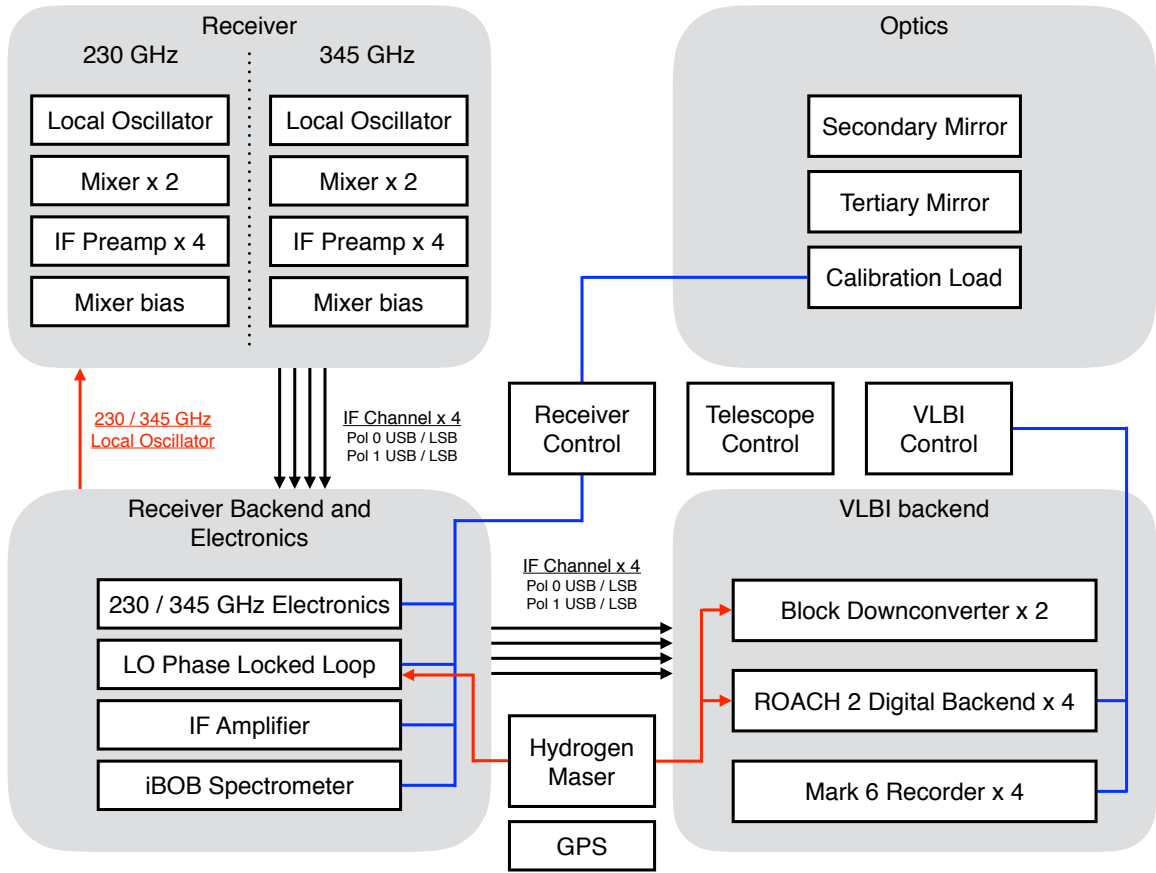 Receiver
230 GHz
345 GHz
Local Oscillator
Mixer x 2
IF Preamp x 4
Mixer bias
Local Oscillator
Mixer x 2
IF Preamp x 4
Mixer bias
Optics
Secondary Mirror
Tertiary Mirror
Calibration Load
230 / 345 GHz
Local Oscillator
IF Channel x 4
Pol 0 USB / LSB
Pol 1 USB / LSB
Receiver
Control
Telescope
Control
VLBI
Control
Receiver Backend and
Electronics
230 / 345 GHz Electronics
LO Phase Locked Loop
IF Amplifier
iBOB Spectrometer
IF Channel x 4
Pol 0 USB / LSB
Pol 1 USB / LSB
Hydrogen
Maser
GPS
VLBI backend
Block Downconverter x 2
ROACH 2 Digital Backend x 4
Mark 6 Recorder x 4